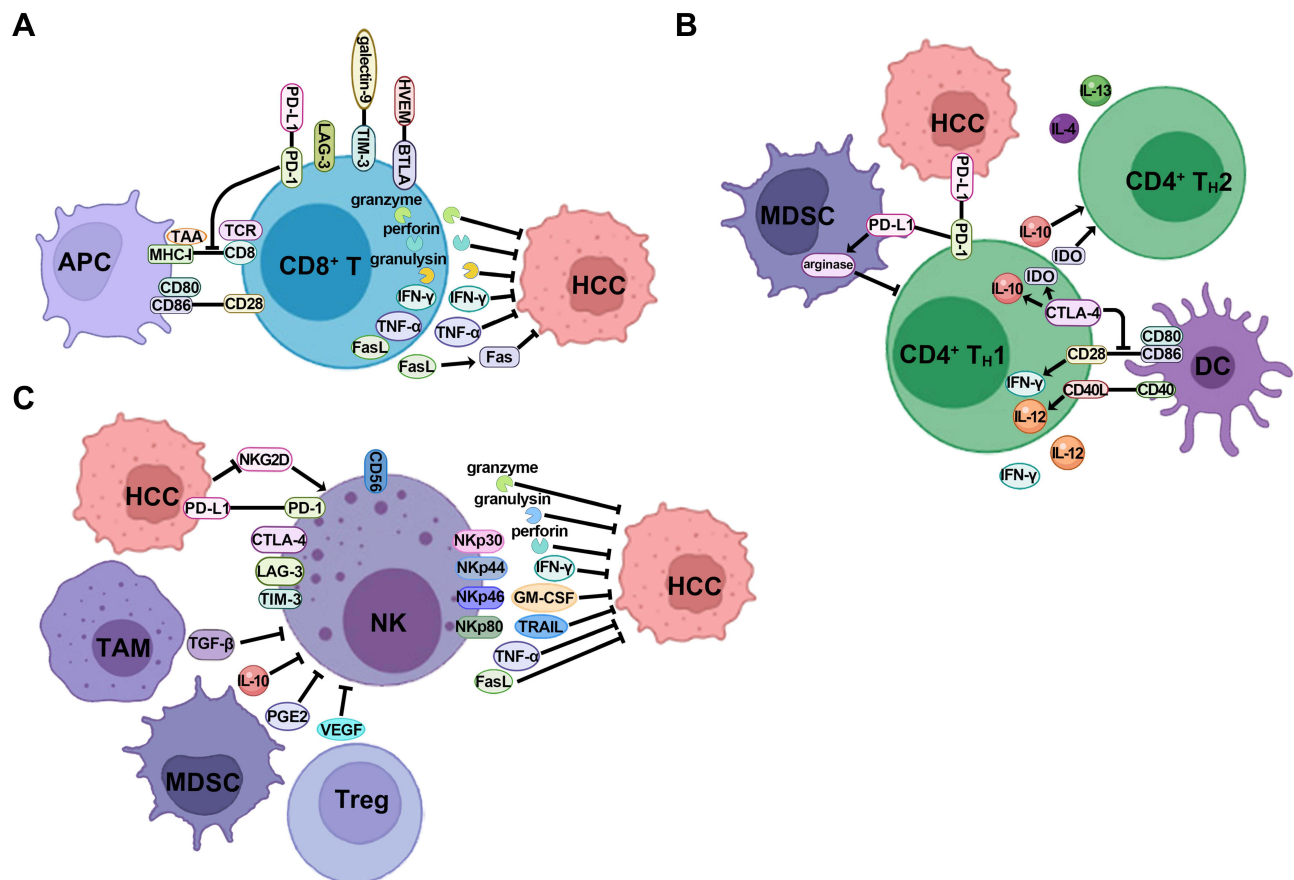 A
galectin-9
PD-L1
HVEM
LAG-3
TIM-3
PD-1
BTLA
granzyme
perforin
granulysin
TAA
TCR
MHC-I
CD8
APC
CD8⁺ T
HCC
CD80
CD86
CD28
IFN-γ
IFN-γ
TNF-α
TNF-α
FasL
FasL
Fas
B
IL-13
IL-4
HCC
CD4⁺ TH2
PD-L1
MDSC
PD-L1
PD-1
IL-10
IDO
arginase
IDO
IL-10
CTLA-4
CD80
CD28
CD86
CD4⁺ TH1
DC
IFN-γ
CD40L
CD40
IL-12
IL-12
IFN-γ
C
NKG2D
CD56
HCC
PD-L1
PD-1
CTLA-4
LAG-3
TIM-3
NK
granzyme
granulysin
perforin
NKp30
NKp44
NKp46
NKp80
IFN-γ
GM-CSF
TRAIL
TNF-α
FasL
HCC
TAM
TGF-β
IL-10
PGE2
VEGF
MDSC
Treg